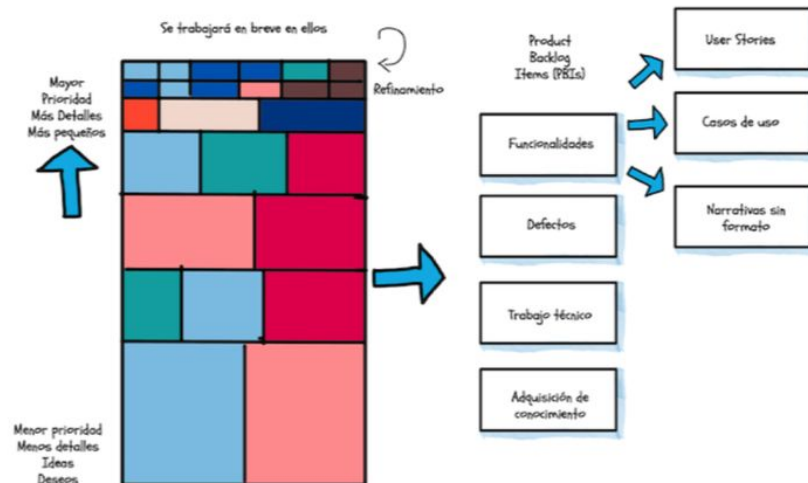 Se trabajará en breve en ellos
Refinamiento
Mayor
Prioridad
Más Detalles
Más pequeños
Menor prioridad
Menos detalles
Ideas
Deseos
Product
Backlog
Items (PBIs)
Funcionalidades
Defectos
Trabajo técnico
Adquisición de
conocimiento
User Stories
Casos de uso
Narrativas sin
formato